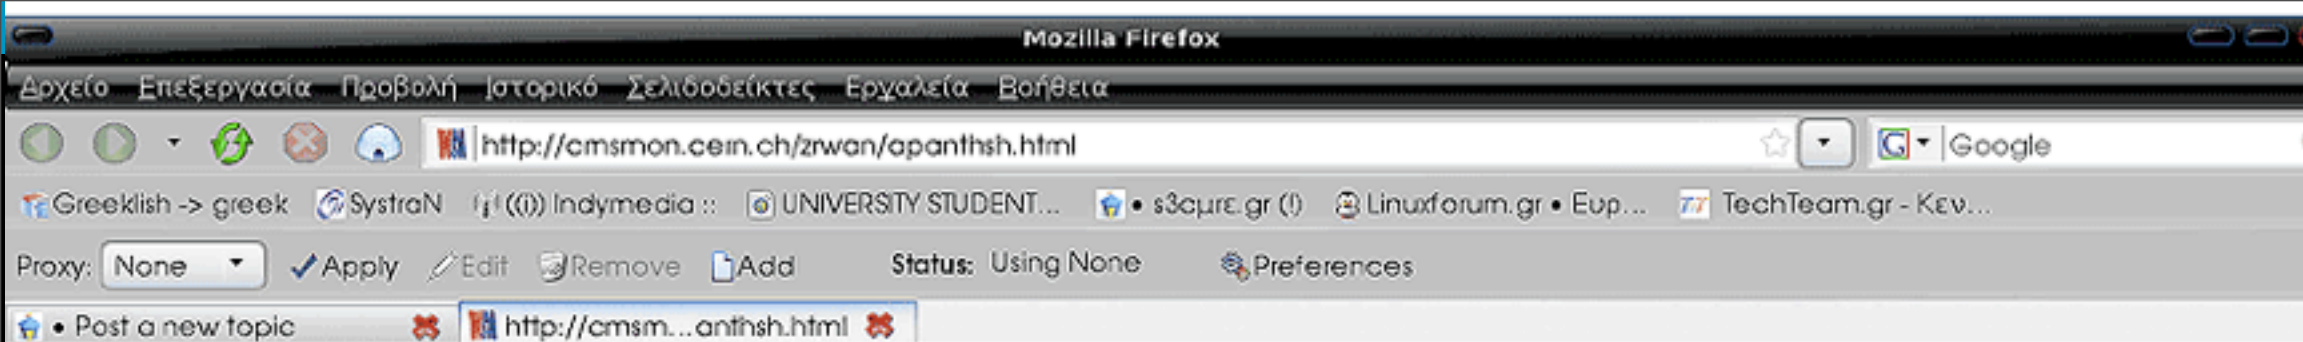 Mozilla Firefox
Αρχείο Επεξεργασία Προβολή Ιστορικό Σελιδοδείκτες Εργαλεία Βοήθεια
http://cmsmon.cern.ch/zrwan/apanthsh.html Google
Greeklish -> greek SystraN ((i)) Indymedia :: UNIVERSITY STUDENT... • s3cμrε.gr (!) Linuxforum.gr • Ευρ... TechTeam.gr - Κεν...
Proxy: None Apply Edit Remove Add Status: Using None Preferences
• Post a new topic http://cmsm...anthsh.html